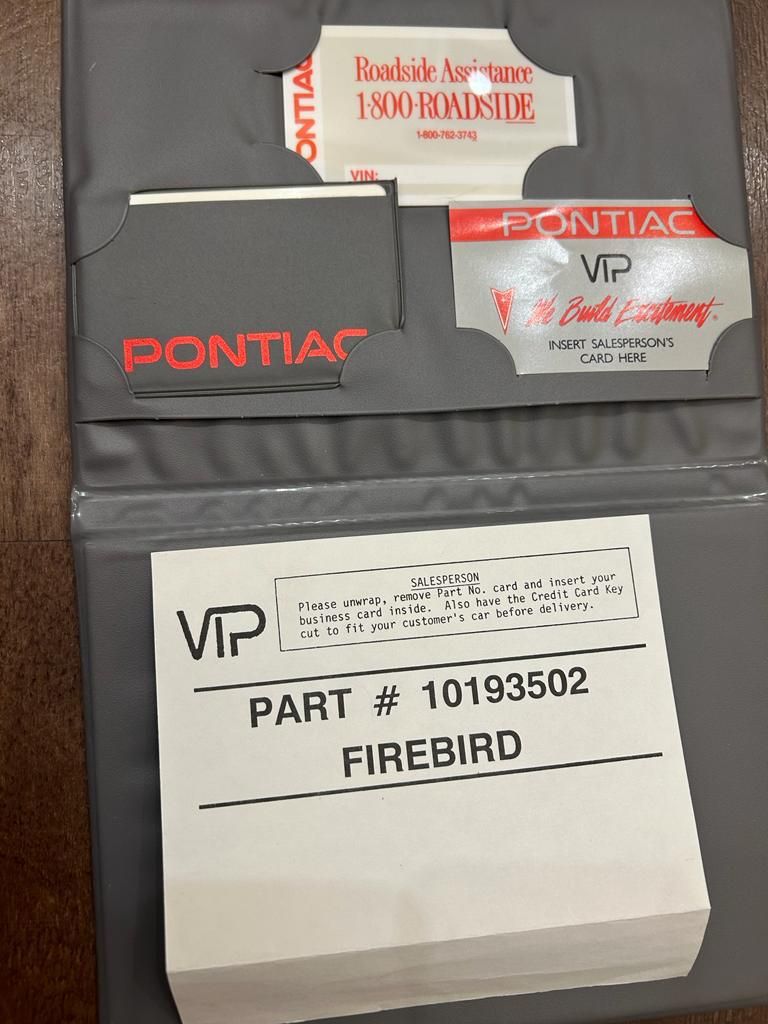 PONTIAC
Roadside Assistance
1·800·ROADSIDE
1-800-762-3743
VIN:
PONTIAC
PONTIAC
VIP
We Build Excitement®
INSERT SALESPERSON'S
CARD HERE
VIP
SALESPERSON
Please unwrap, remove Part No. card and insert your
business card inside. Also have the Credit Card Key
cut to fit your customer's car before delivery.
PART # 10193502
FIREBIRD